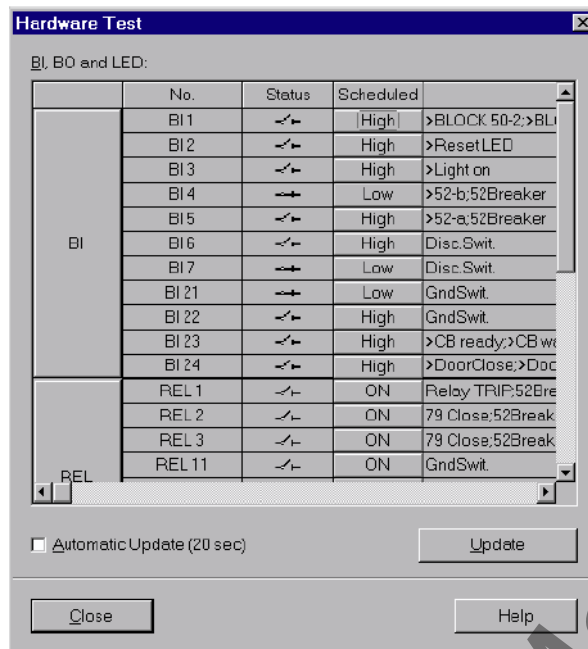 Hardware Test
BI, BO and LED:
No. Status Scheduled
BI 1 High >BLOCK 50-2;>BL
BI 2 High >ResetLED
BI 3 High >Light on
BI 4 Low >52-b;52Breaker
BI 5 High >52-a;52Breaker
BI BI 6 High Disc.Swit.
BI 7 Low Disc.Swit.
BI 21 Low GndSwit.
BI 22 High GndSwit.
BI 23 High >CB ready;>CB w
BI 24 High >DoorClose;>Doo
REL 1 ON Relay TRIP;52Bre
REL 2 ON 79 Close;52Break
REL 3 ON 79 Close;52Break
REL REL 11 ON GndSwit.
Automatic Update (20 sec) Update
Close Help